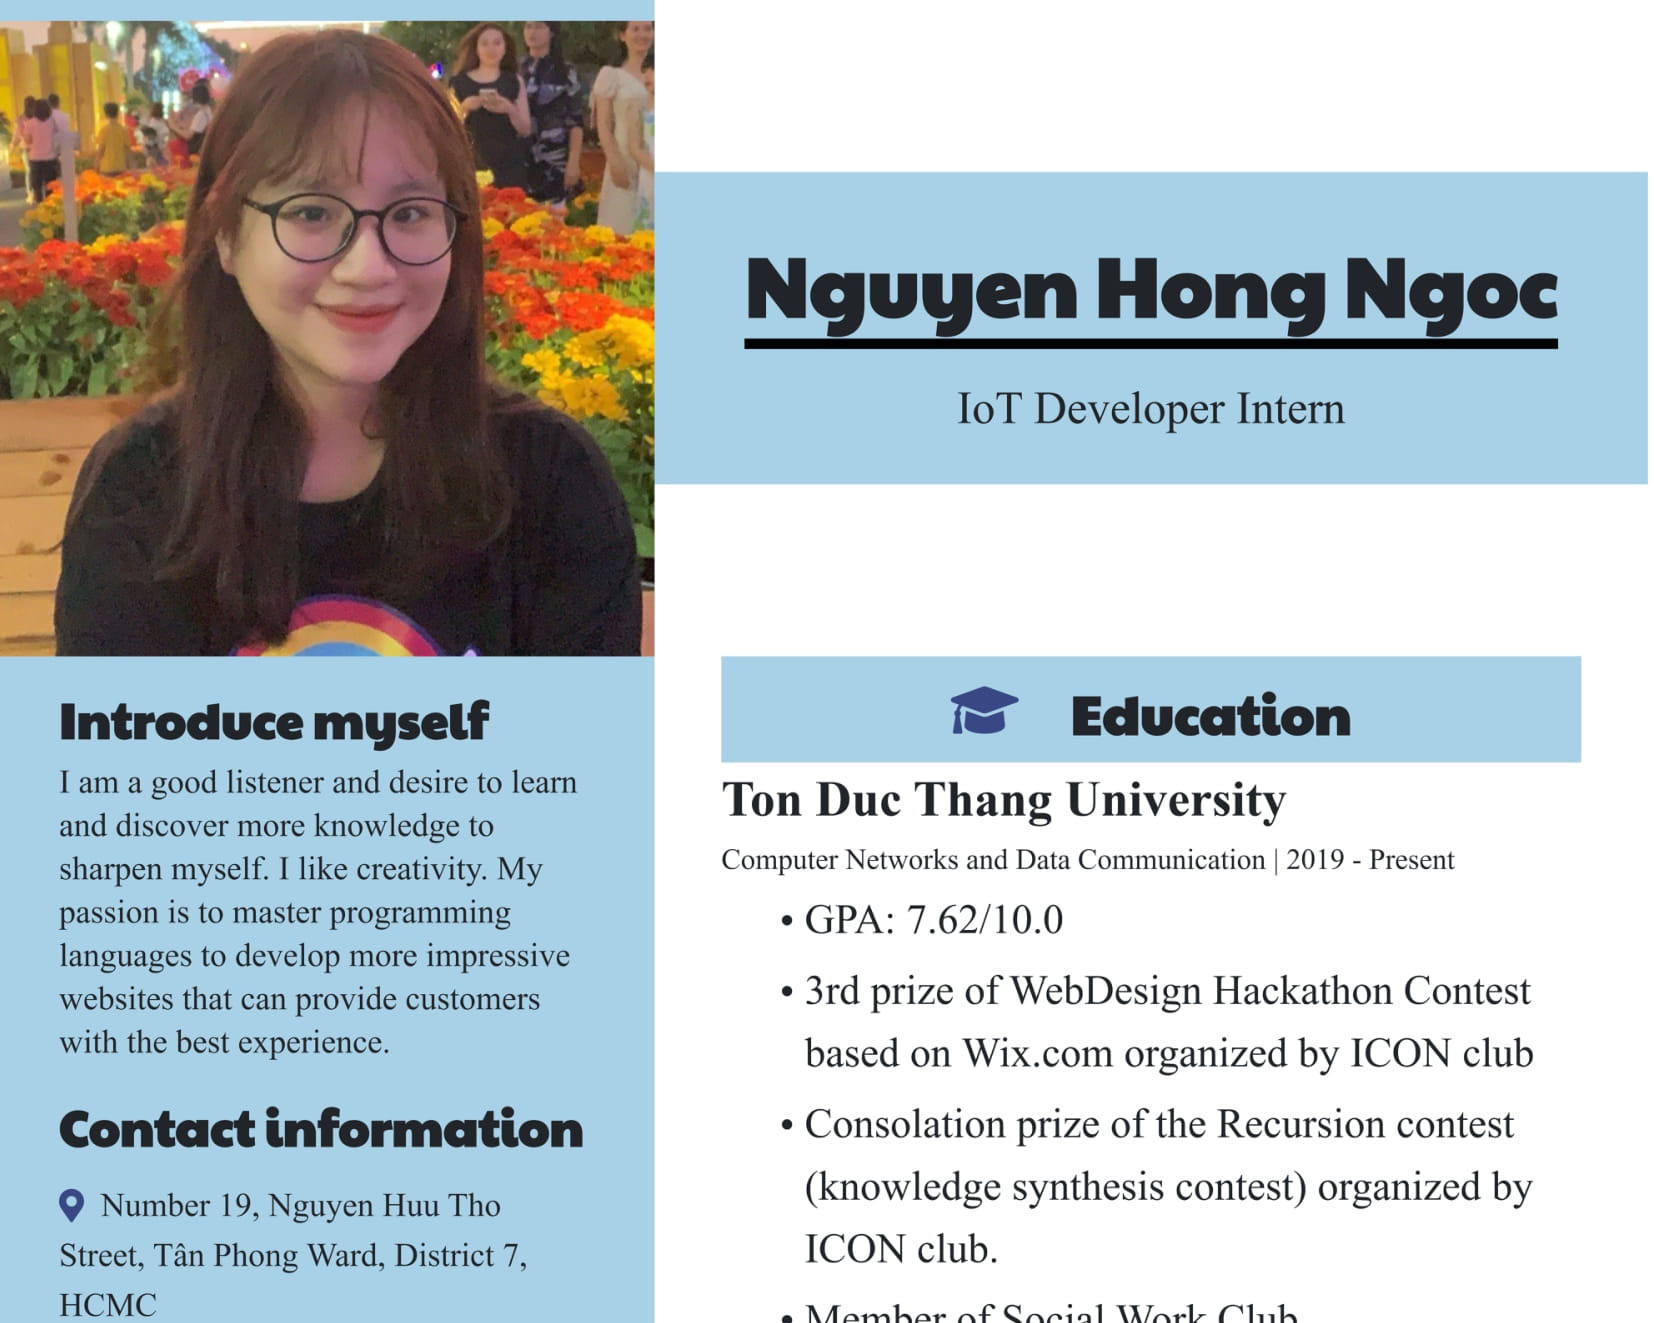 Nguyen Hong Ngoc
IoT Developer Intern
Introduce myself
I am a good listener and desire to learn
and discover more knowledge to
sharpen myself. I like creativity. My
passion is to master programming
languages to develop more impressive
websites that can provide customers
with the best experience.
Contact information
Number 19, Nguyen Huu Tho
Street, Tân Phong Ward, District 7,
HCMC
Education
Ton Duc Thang University
Computer Networks and Data Communication | 2019 - Present
• GPA: 7.62/10.0
• 3rd prize of WebDesign Hackathon Contest
based on Wix.com organized by ICON club
• Consolation prize of the Recursion contest
(knowledge synthesis contest) organized by
ICON club.
• Member of Social Work Club